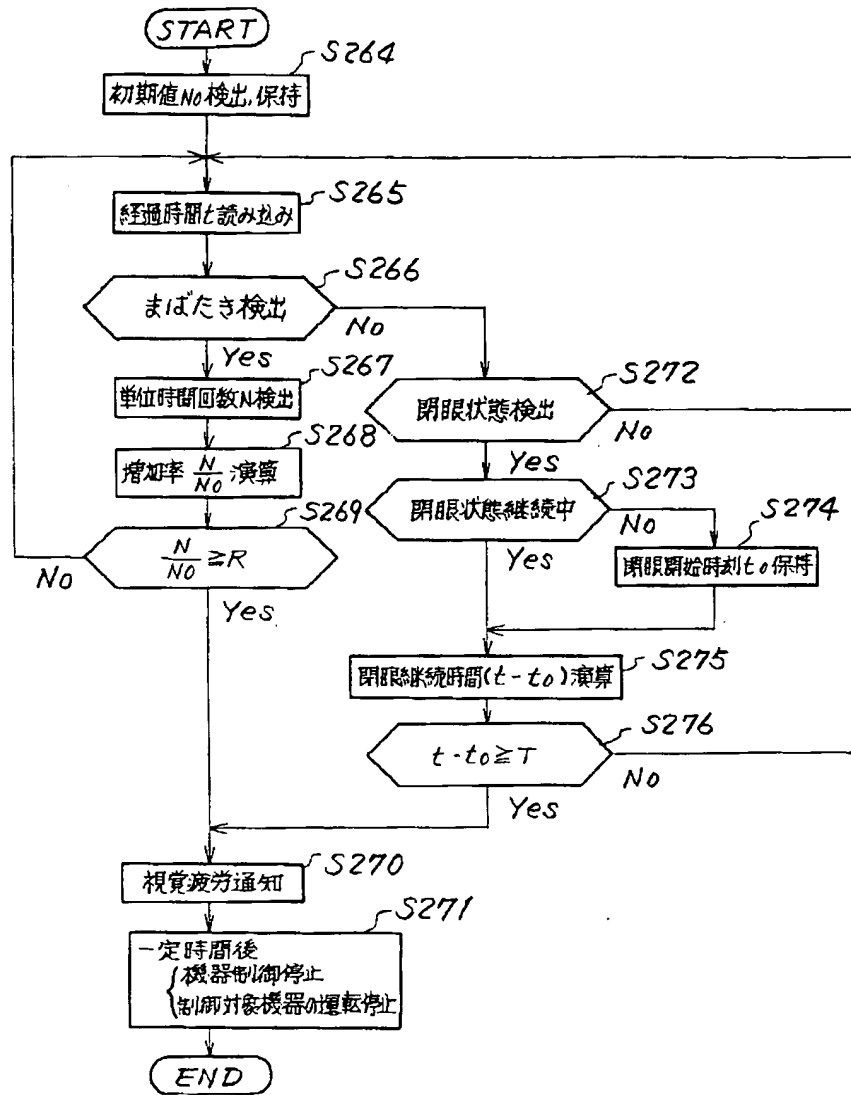 START
S264
初期値No検出,保持
S265
経過時間t読み込み
S266
まばたき検出
No
Yes
S267
単位時間回数N検出
S272
閉眼状態検出
No
S268
増加率 N/No 演算
Yes
S273
閉眼状態継続中
No
S269
N/No ≧R
S274
閉眼開始時刻to保持
No
Yes
Yes
S275
閉眼継続時間(t-to)演算
S276
t-to≧T
No
Yes
S270
視覚疲労通知
S271
一定時間後
機器制御停止
制御対象機器の運転停止
END